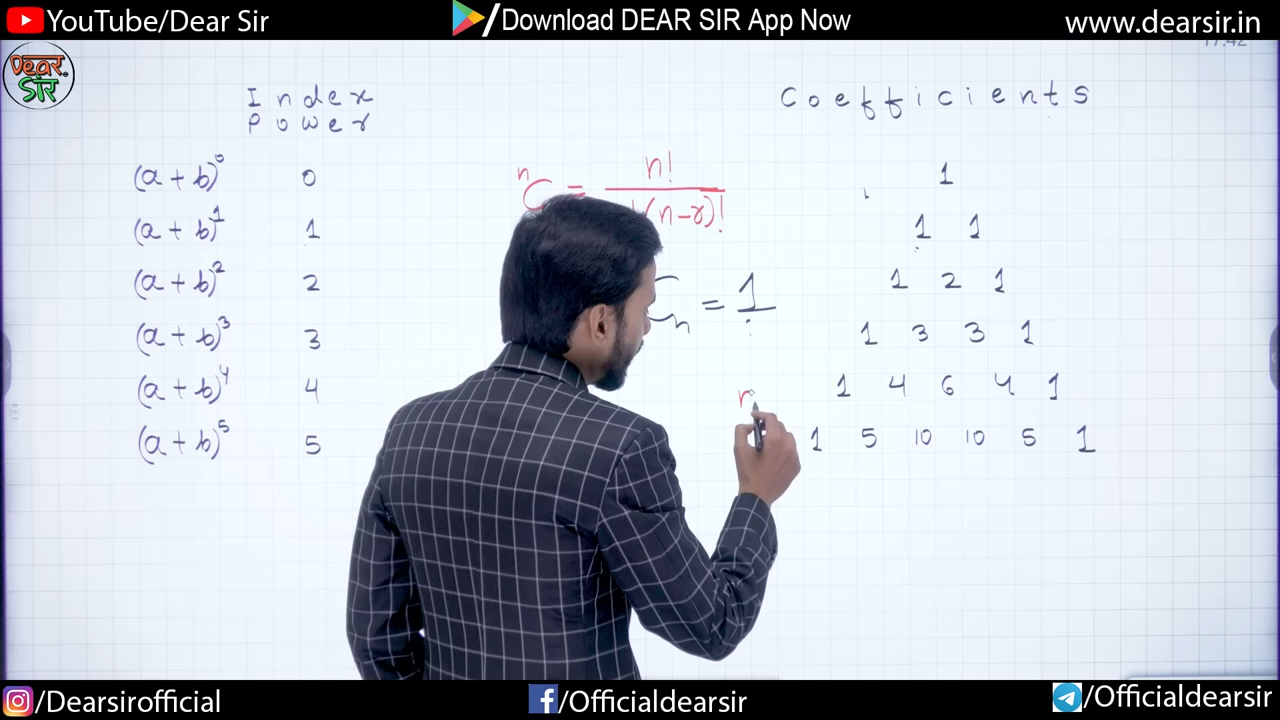 YouTube/Dear Sir
/Download DEAR SIR App Now
www.dearsir.in
Dear Sir
Index Power
Coefficients
(a + b)⁰ 0
(a + b)¹ 1
(a + b)² 2
(a + b)³ 3
(a + b)⁴ 4
(a + b)⁵ 5
ⁿC = n!
(n-r)!
n = 1
1
1 1
1 2 1
1 3 3 1
1 4 6 4 1
1 5 10 10 5 1
/Dearsirofficial
/Officialdearsir
/Officialdearsir